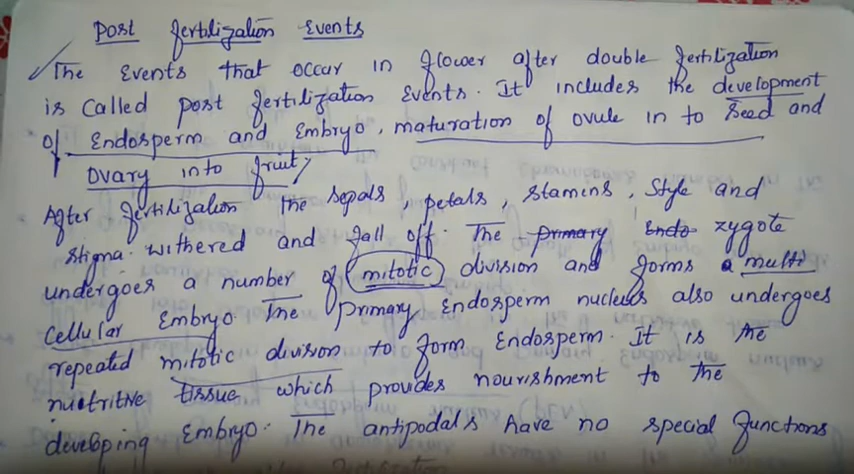 Post fertilization Events
The Events that occur in flower after double fertilization
is called post fertilization Events. It includes the development
of Endosperm and Embryo, maturation of ovule in to seed and
ovary into fruit,
After fertilization the sepals, petals, stamens, style and
stigma. withered and fall off. The primary Endo zygote
undergoes a number of mitotic division and forms a multi
cellular Embryo. The primary Endosperm nucleus also undergoes
repeated mitotic division to form Endosperm. It is the
nutritive tissue which provides nourishment to the
developing Embryo. The antipodals have no special functions